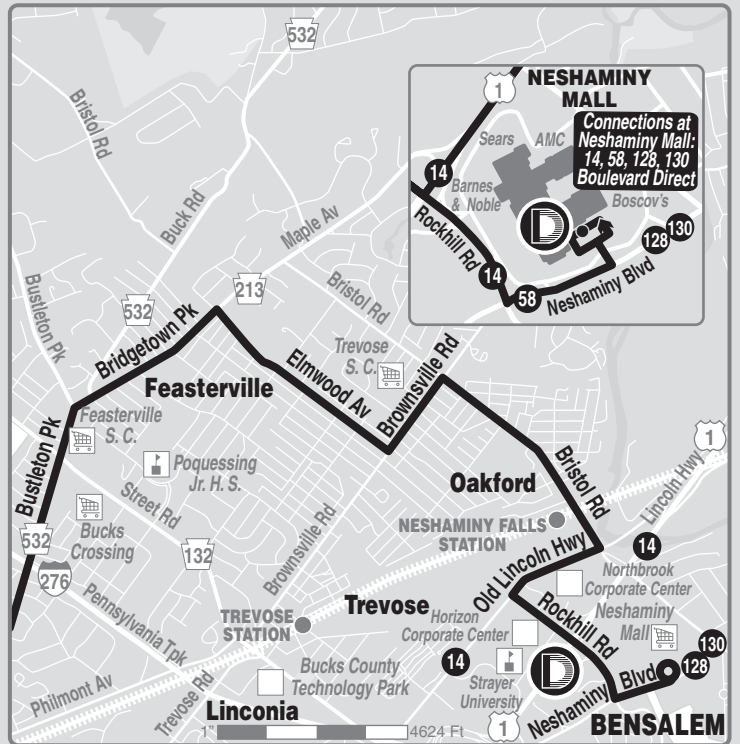 532
Bristol Rd
Buck Rd
Maple Av
Bustleton Pk
532
213
Bristol Rd
Bridgetown Pk
Feasterville
Elmwood Av
Trevose
S. C.
Brownsville Rd
Feasterville
S. C.
Bustleton Pk
Poquessing
Jr. H. S.
Street Rd
Bucks
Crossing
532
276
132
Brownsville Rd
Oakford
Bristol Rd
1
Lincoln Hwy
NESHAMINY FALLS
STATION
Old Lincoln Hwy
14
Northbrook
Corporate Center
Neshaminy
Mall
Rockhill Rd
130
128
Trevose
TREVOSE
STATION
Horizon
Corporate Center
14
Strayer
University
D
Pennsylvania Tpk
Philmont Av
Trevose Rd
Bucks County
Technology Park
Linconia
1"
4624 Ft
1
Neshaminy Blvd
BENSALEM
NESHAMINY
MALL
1
Connections at
Neshaminy Mall:
14, 58, 128, 130
Boulevard Direct
Sears
AMC
14
Barnes
& Noble
Boscov's
D
Rockhill Rd
14
58
Neshaminy Blvd
128
130